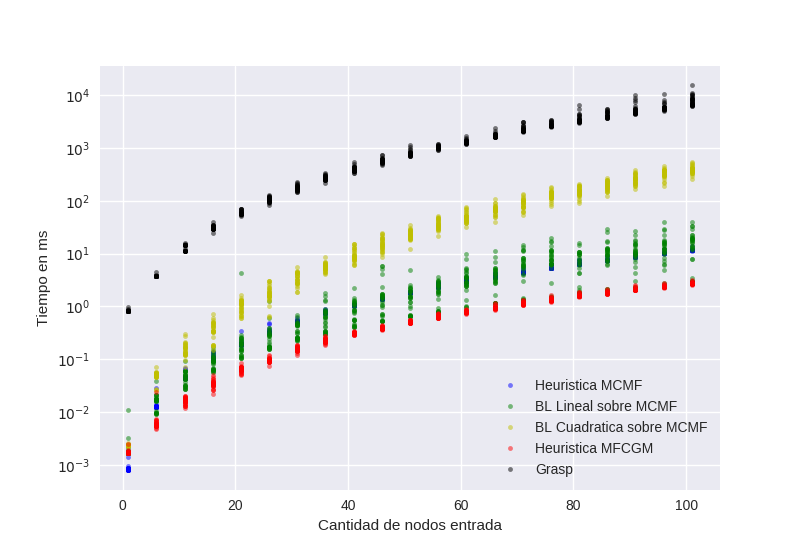 10^4
10^3
10^2
10^1
10^0
10^−1
10^−2
10^−3
Tiempo en ms
Heuristica MCMF
BL Lineal sobre MCMF
BL Cuadratica sobre MCMF
Heuristica MFCGM
Grasp
0 20 40 60 80 100
Cantidad de nodos entrada